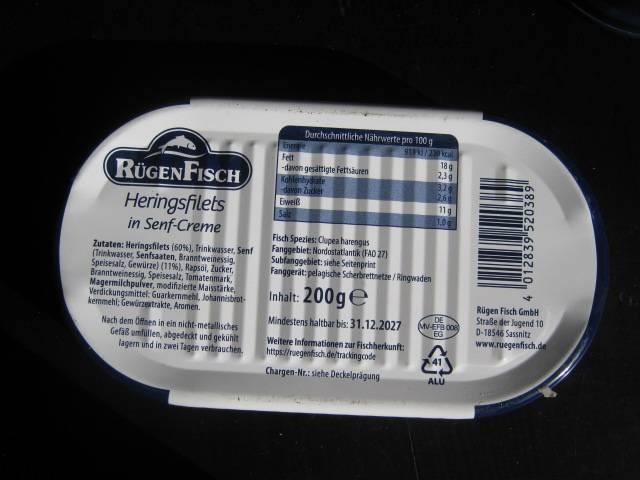 RÜGENFISCH
Heringsfilets
in Senf-Creme
Zutaten: Heringsfilets (60%), Trinkwasser, Senf
(Trinkwasser, Senfsaaten, Branntweinessig,
Speisesalz, Gewürze) (11%), Rapsöl, Zucker,
Branntweinessig, Speisesalz, Tomatenmark,
Magermilchpulver, modifizierte Maisstärke,
Verdickungsmittel: Guarkernmehl, Johannisbrot-
kernmehl; Gewürzextrakte, Aromen.
Nach dem Öffnen in ein nicht-metallisches
Gefäß umfüllen, abgedeckt und gekühlt
lagern und in zwei Tagen verbrauchen.
Durchschnittliche Nährwerte pro 100 g
Energie kJ / kcal
Fett 18 g
-davon gesättigte Fettsäuren 2,3 g
Kohlenhydrate 3,2 g
-davon Zucker 2,6 g
Eiweiß 11 g
Salz 1,0 g
Fisch Spezies: Clupea harengus
Fanggebiet: Nordostatlantik (FAO 27)
Subfanggebiet: siehe Seitenprint
Fanggerät: pelagische Scherbrettnetze / Ringwaden
Inhalt: 200 g e
Mindestens haltbar bis: 31.12.2027
Weitere Informationen zur Fischherkunft:
https://ruegenfisch.de/trackingcode
Chargen-Nr.: siehe Deckelprägung
DE
MV-EFB 006
EG
41
ALU
4 012839 520389
Rügen Fisch GmbH
Straße der Jugend 10
D-18546 Sassnitz
www.ruegenfisch.de